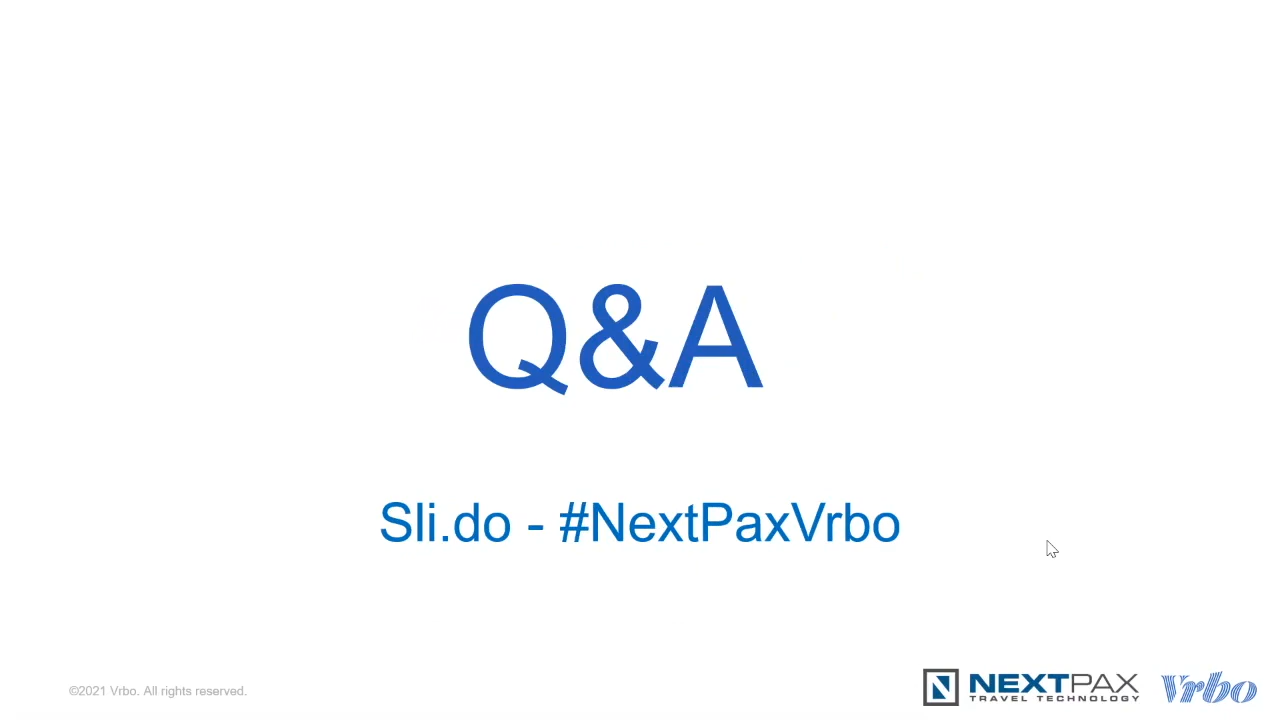 Q&A
Sli.do - #NextPaxVrbo
©2021 Vrbo. All rights reserved.
NEXTPAX
TRAVEL TECHNOLOGY
Vrbo